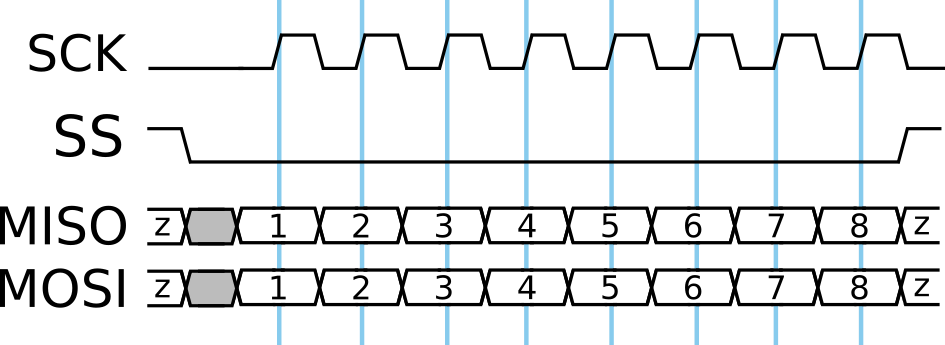 SCK
SS
MISO z 1 2 3 4 5 6 7 8 z
MOSI z 1 2 3 4 5 6 7 8 z